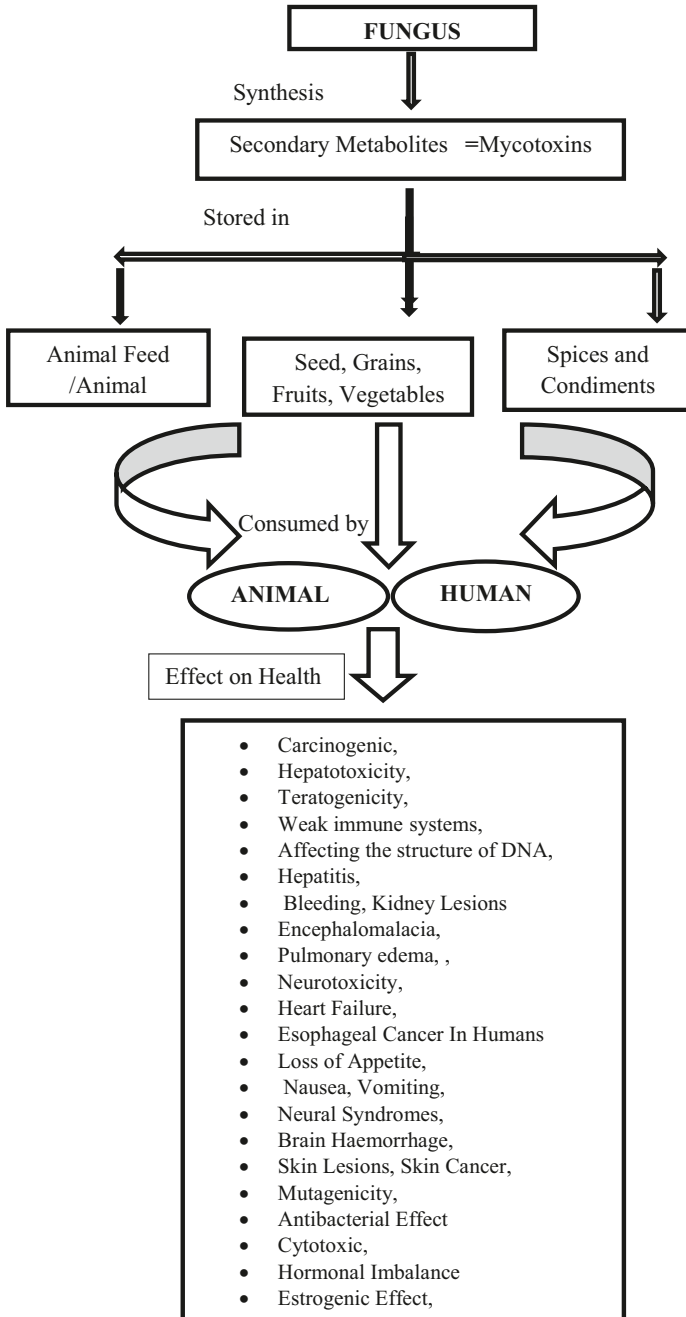 FUNGUS
Synthesis
Secondary Metabolites =Mycotoxins
Stored in
Animal Feed
/Animal
Seed, Grains,
Fruits, Vegetables
Spices and
Condiments
Consumed by
ANIMAL
HUMAN
Effect on Health
• Carcinogenic,
• Hepatotoxicity,
• Teratogenicity,
• Weak immune systems,
• Affecting the structure of DNA,
• Hepatitis,
• Bleeding, Kidney Lesions
• Encephalomalacia,
• Pulmonary edema, ,
• Neurotoxicity,
• Heart Failure,
• Esophageal Cancer In Humans
• Loss of Appetite,
• Nausea, Vomiting,
• Neural Syndromes,
• Brain Haemorrhage,
• Skin Lesions, Skin Cancer,
• Mutagenicity,
• Antibacterial Effect
• Cytotoxic,
• Hormonal Imbalance
• Estrogenic Effect,